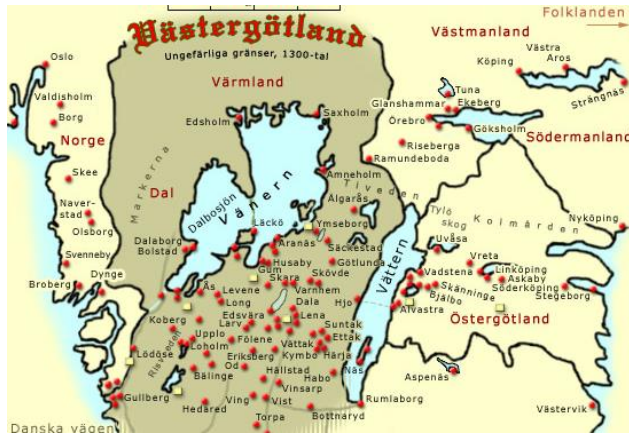 Västergötland
Ungefärliga gränser, 1300-tal
Folklanden
Västmanland
Värmland
Södermanland
Norge
Dal
Östergötland
Markerna
Dalbosjön
Vänern
Vättern
Tiveden
Tylö
skog
Kolmården
Risveden
Danska vägen
Oslo
Valdisholm
Borg
Skee
Naver-
stad
Olsborg
Svenneby
Broberg
Dynge
Edsholm
Saxholm
Köping
Västra
Aros
Strängnäs
Tuna
Glanshammar
Ekeberg
Örebro
Göksholm
Riseberga
Ramundeboda
Amneholm
Älgarås
Läckö
Ymseborg
Aranäs
Säckestad
Dalaborg
Bolstad
Husaby
Götlunda
Gum
Skövde
Skara
Varnhem
Ås
Levene
Long
Dala
Hjo
Edsvära
Lena
Koberg
Larv
Suntak
Upplo
Ettak
Lödöse
Loholm
Fölene
Vättak
Eriksberg
Kymbo
Härja
Od
Hällstad
Näs
Bälinge
Habo
Vinsarp
Gullberg
Hedared
Ving
Vist
Rumlaborg
Torpa
Bottnaryd
Nyköping
Uvåsa
Vreta
Vadstena
Linköping
Askaby
Skänninge
Söderköping
Bjälbo
Stegeborg
Alvastra
Aspenäs
Västervik